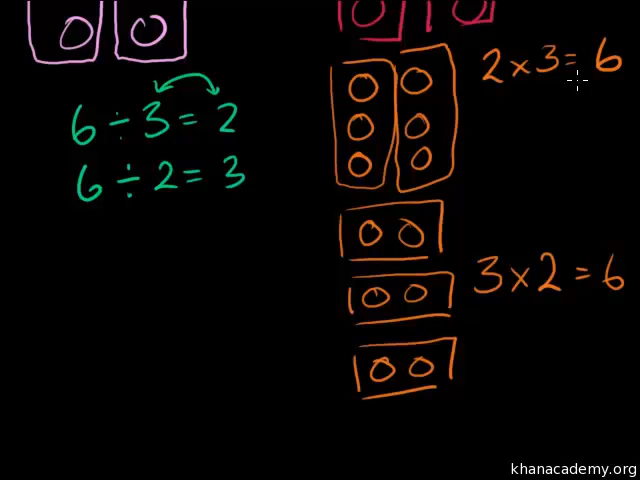 2 × 3 = 6
6 ÷ 3 = 2
6 ÷ 2 = 3
3 × 2 = 6
khanacademy.org